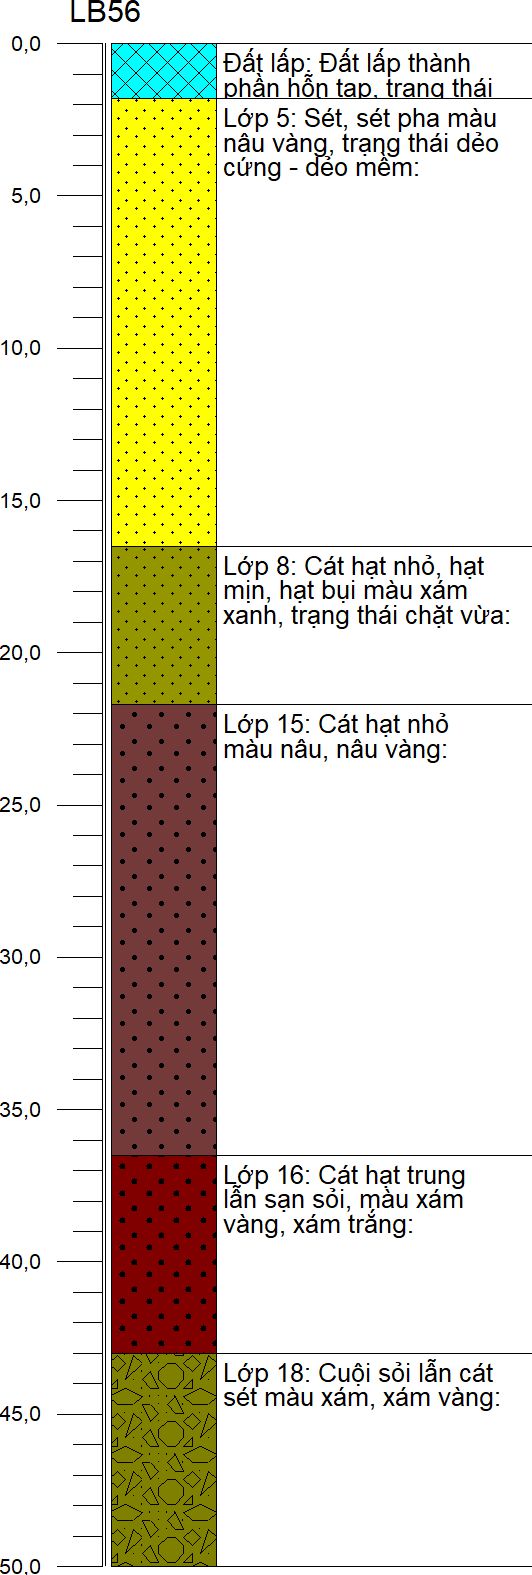 LB56
0,0
Đất lấp: Đất lấp thành
phần hỗn tạp, trạng thái
Lớp 5: Sét, sét pha màu
nâu vàng, trạng thái dẻo
cứng - dẻo mềm:
5,0
10,0
15,0
Lớp 8: Cát hạt nhỏ, hạt
mịn, hạt bụi màu xám
xanh, trạng thái chặt vừa:
20,0
Lớp 15: Cát hạt nhỏ
màu nâu, nâu vàng:
25,0
30,0
35,0
Lớp 16: Cát hạt trung
lẫn sạn sỏi, màu xám
vàng, xám trắng:
40,0
Lớp 18: Cuội sỏi lẫn cát
sét màu xám, xám vàng:
45,0
50,0